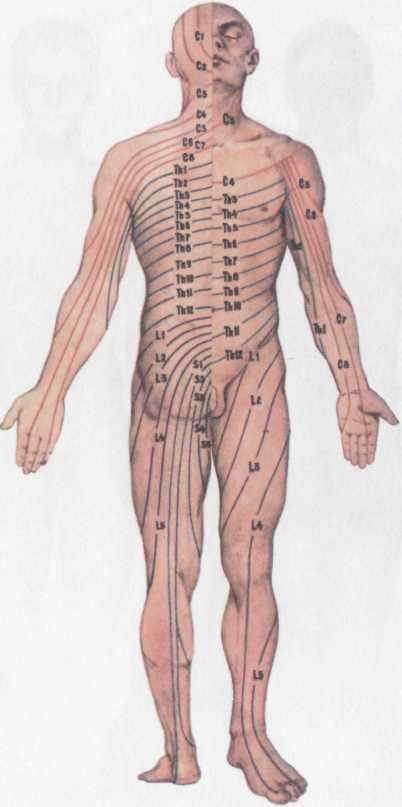 C1
C2
C5
C4
C5
C6 C7
C8
Th1
Th2
Th3
Th4
Th5
Th6
Th7
Th8
Th9
Th10
Th11
Th12
L1
L2
L3
L4
L5
S1
S2
S3
S4
S5
C3
C4
Th3
Th4
Th5
Th6
Th7
Th8
Th9
Th10
Th11
Th12
L1
L2
L3
L4
L5
C5
C6
C7
Th1
C8